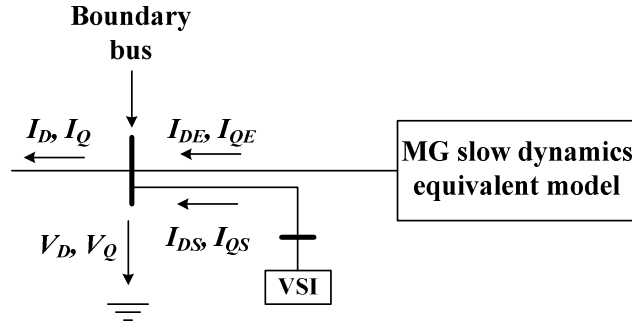 Boundary
bus
I_D, I_Q
I_DE, I_QE
MG slow dynamics
equivalent model
I_DS, I_QS
V_D, V_Q
VSI